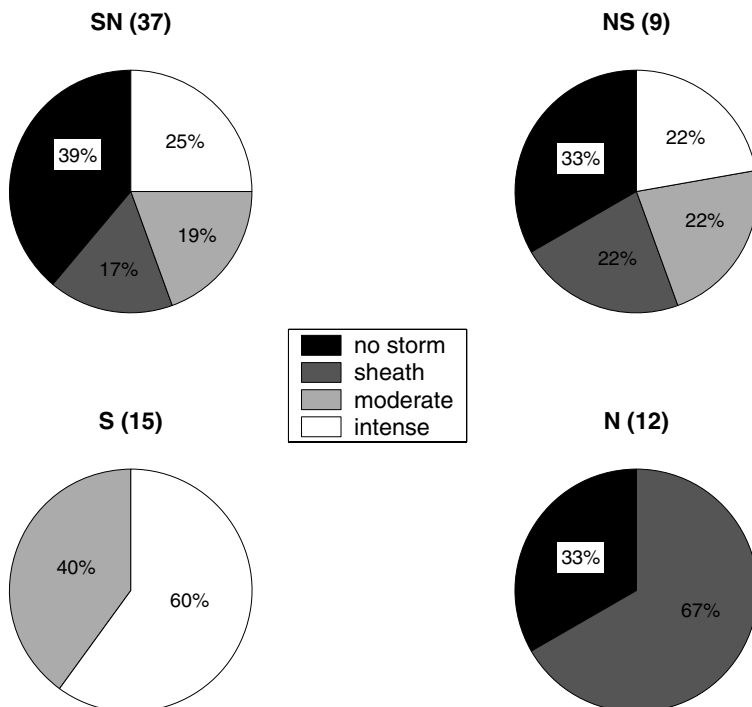 SN (37)
39%
25%
19%
17%
NS (9)
33%
22%
22%
22%
no storm
sheath
moderate
intense
S (15)
40%
60%
N (12)
33%
67%